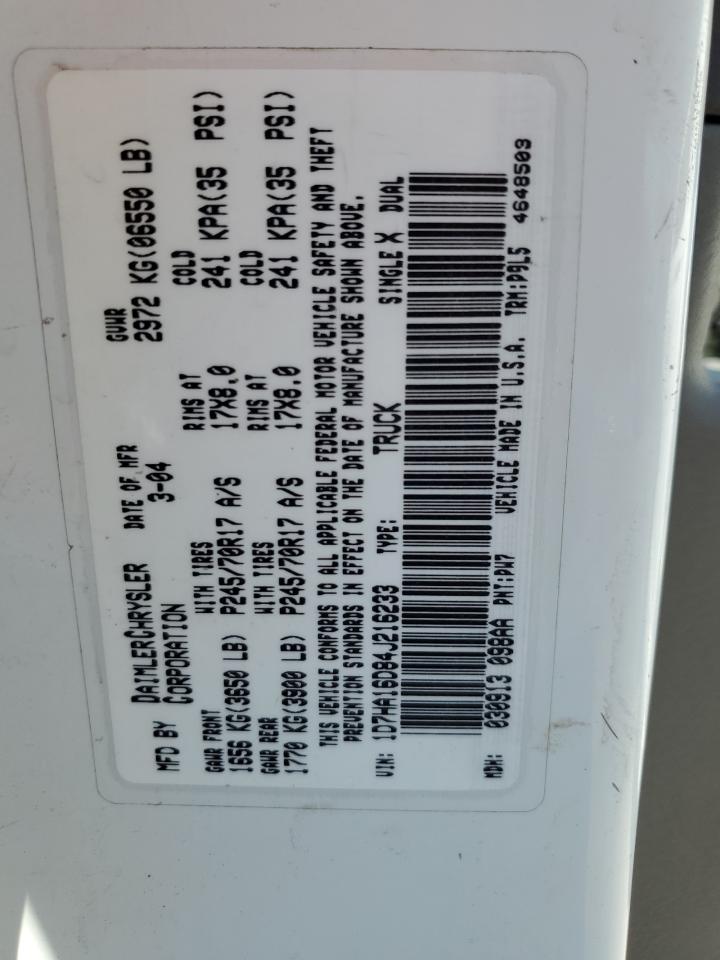 MFD BY DAIMLERCHRYSLER CORPORATION DATE OF MFR 3-04 GVWR 2972 KG(06550 LB)
GAWR FRONT WITH TIRES RIMS AT COLD
1656 KG(3650 LB) P245/70R17 A/S 17X8.0 241 KPA(35 PSI)
GAWR REAR WITH TIRES RIMS AT COLD
1770 KG(3900 LB) P245/70R17 A/S 17X8.0 241 KPA(35 PSI)
THIS VEHICLE CONFORMS TO ALL APPLICABLE FEDERAL MOTOR VEHICLE SAFETY AND THEFT
PREVENTION STANDARDS IN EFFECT ON THE DATE OF MANUFACTURE SHOWN ABOVE.
VIN: 1D7HA16D84J216233 TYPE: TRUCK SINGLE X DUAL
MDH: 030913 098AA PNT:PW7 VEHICLE MADE IN U.S.A. TRM:P9L5 4648503